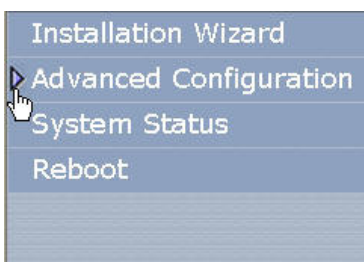 Installation Wizard
Advanced Configuration
System Status
Reboot